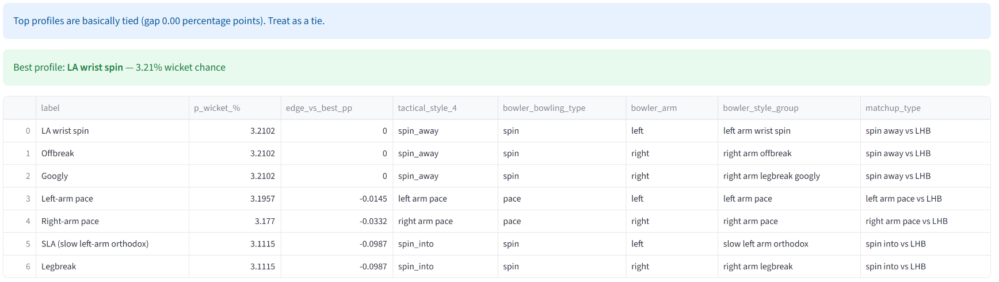 Top profiles are basically tied (gap 0.00 percentage points). Treat as a tie.
Best profile: LA wrist spin — 3.21% wicket chance
label p_wicket_% edge_vs_best_pp tactical_style_4 bowler_bowling_type bowler_arm bowler_style_group matchup_type
0 LA wrist spin 3.2102 0 spin_away spin left left arm wrist spin spin away vs LHB
1 Offbreak 3.2102 0 spin_away spin right right arm offbreak spin away vs LHB
2 Googly 3.2102 0 spin_away spin right right arm legbreak googly spin away vs LHB
3 Left-arm pace 3.1957 -0.0145 left arm pace pace left left arm pace left arm pace vs LHB
4 Right-arm pace 3.177 -0.0332 right arm pace pace right right arm pace right arm pace vs LHB
5 SLA (slow left-arm orthodox) 3.1115 -0.0987 spin_into spin left slow left arm orthodox spin into vs LHB
6 Legbreak 3.1115 -0.0987 spin_into spin right right arm legbreak spin into vs LHB